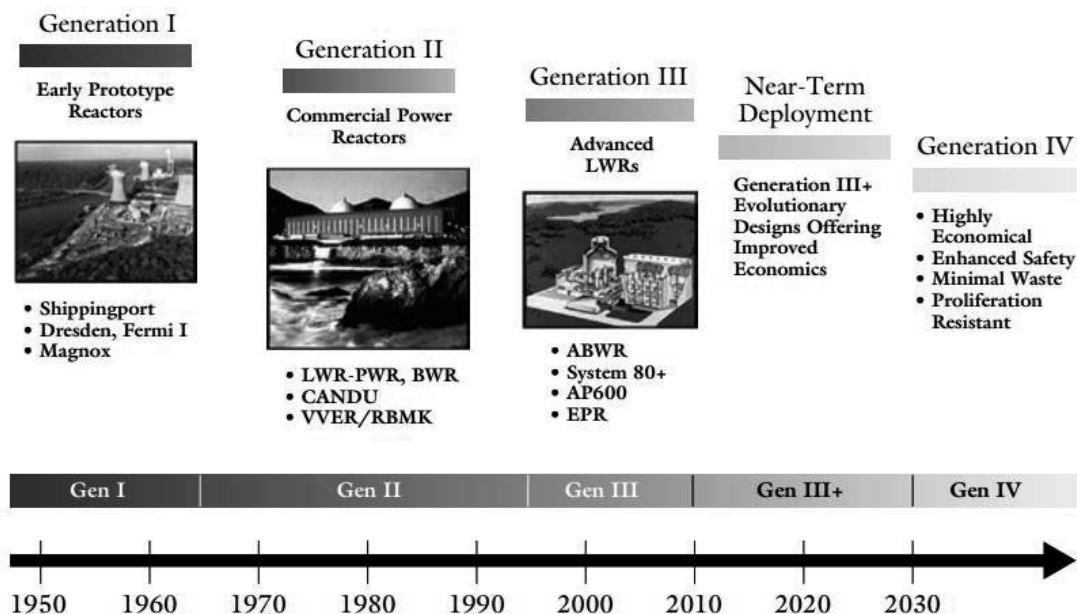 Generation I
Early Prototype
Reactors
• Shippingport
• Dresden, Fermi I
• Magnox
Generation II
Commercial Power
Reactors
• LWR-PWR, BWR
• CANDU
• VVER/RBMK
Generation III
Advanced
LWRs
• ABWR
• System 80+
• AP600
• EPR
Near-Term
Deployment
Generation III+
Evolutionary
Designs Offering
Improved
Economics
Generation IV
• Highly
Economical
• Enhanced Safety
• Minimal Waste
• Proliferation
Resistant
Gen I Gen II Gen III Gen III+ Gen IV
1950 1960 1970 1980 1990 2000 2010 2020 2030